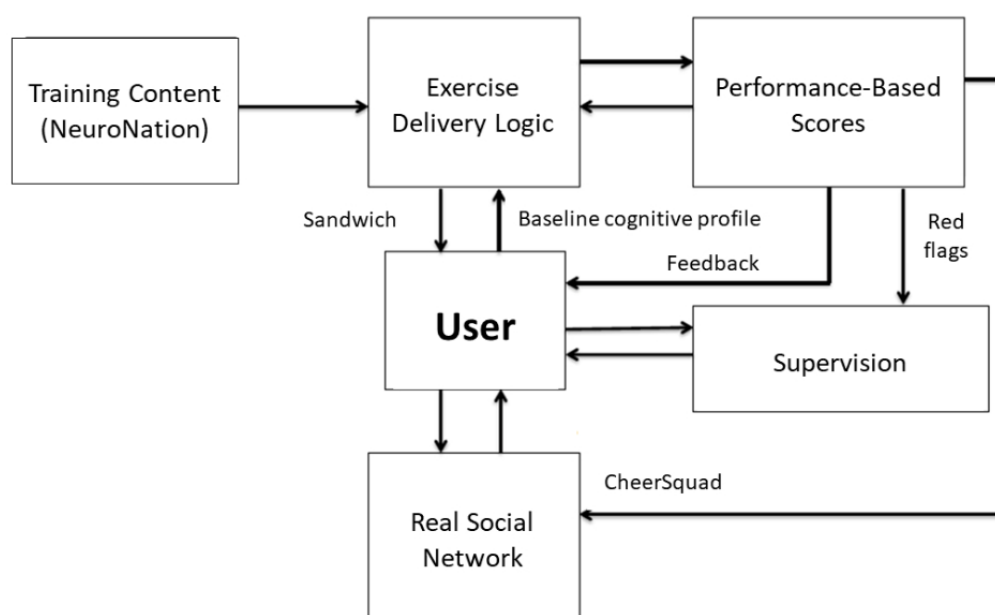 Training Content
(NeuroNation)
Exercise
Delivery Logic
Performance-Based
Scores
Sandwich
Baseline cognitive profile
Red
flags
Feedback
User
Supervision
CheerSquad
Real Social
Network